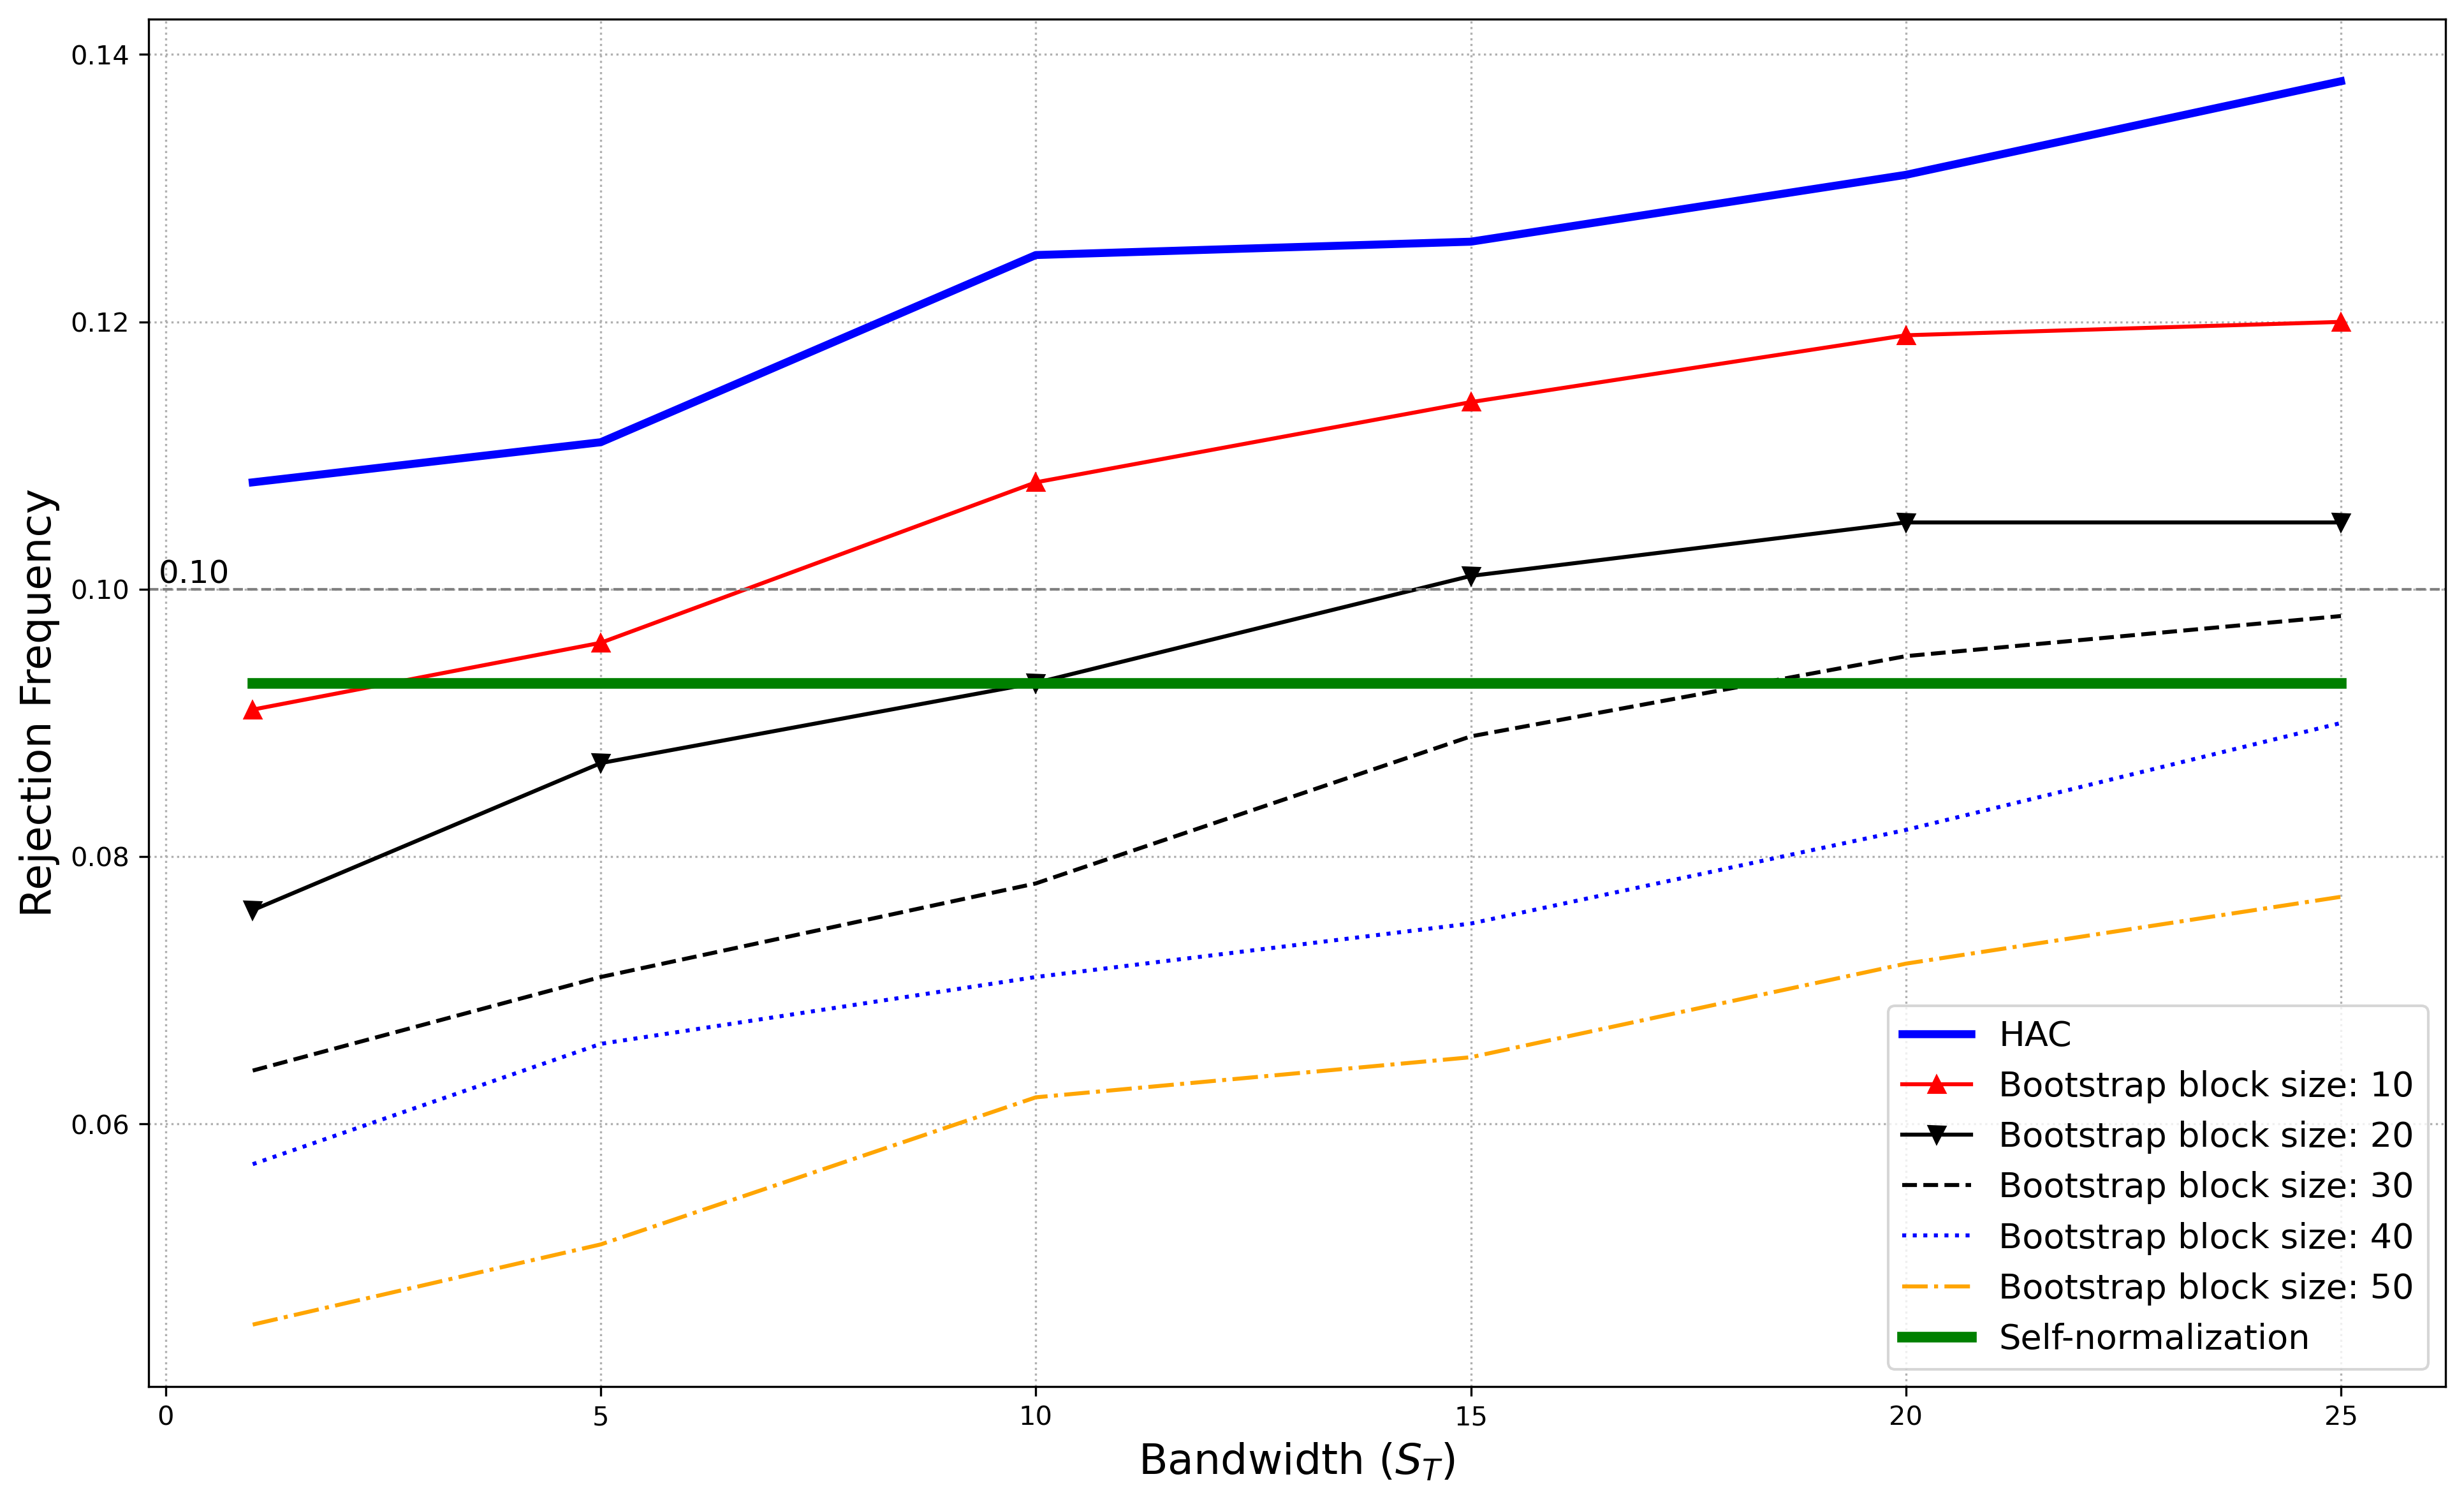 0.14
0.12
0.10
0.08
0.06
Rejection Frequency
0.10
0
5
10
15
20
25
Bandwidth (S_T)
HAC
Bootstrap block size: 10
Bootstrap block size: 20
Bootstrap block size: 30
Bootstrap block size: 40
Bootstrap block size: 50
Self-normalization